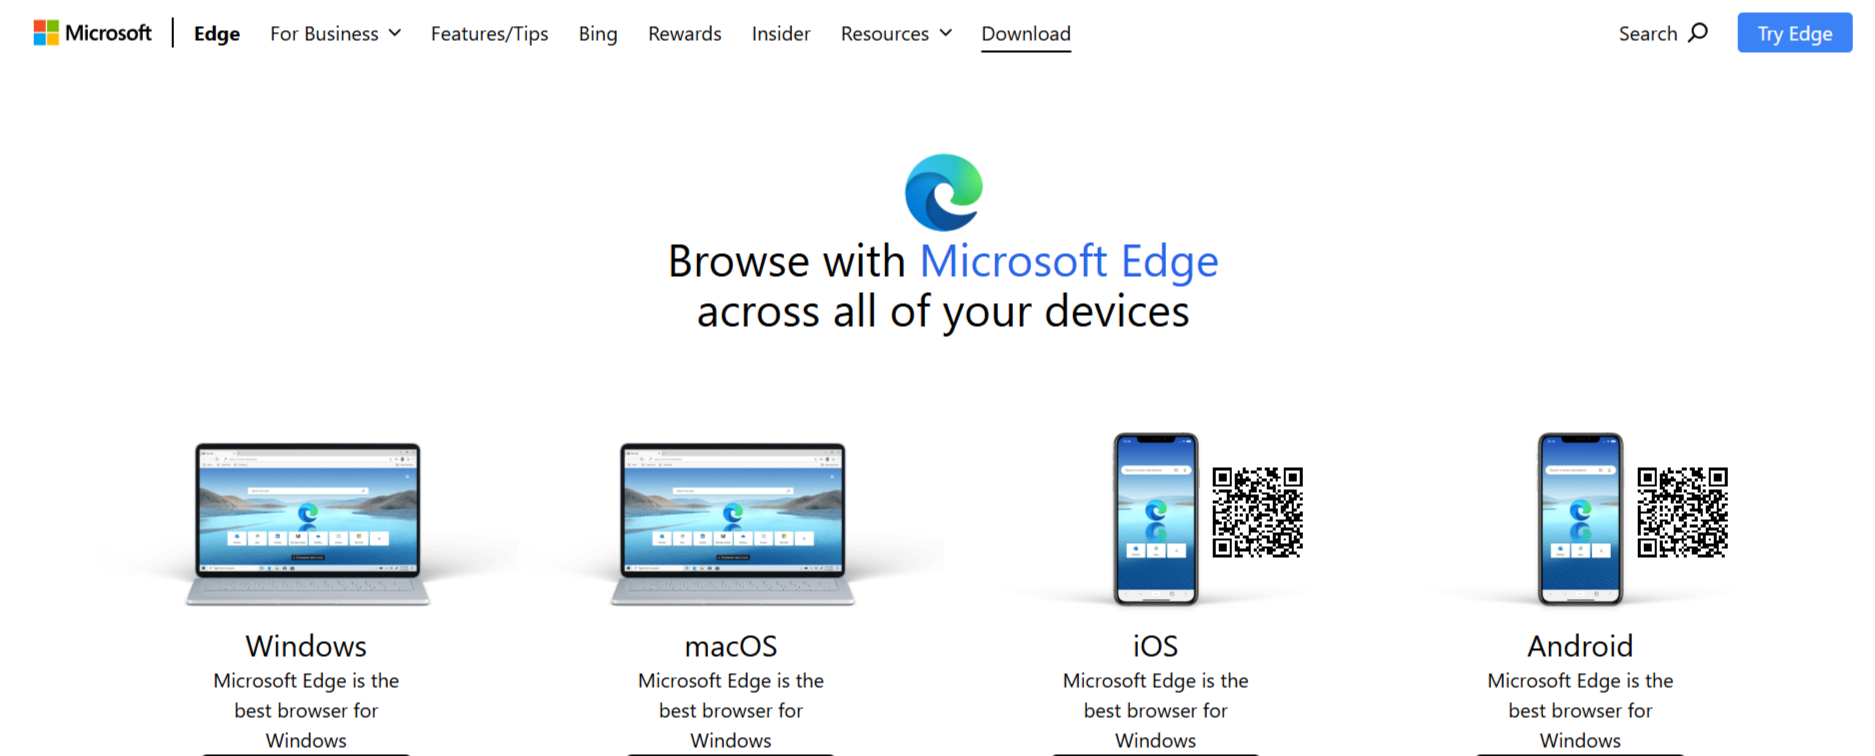 Microsoft
Edge
For Business
Features/Tips
Bing
Rewards
Insider
Resources
Download
Search
Try Edge
Browse with Microsoft Edge
across all of your devices
Windows
Microsoft Edge is the
best browser for
Windows
macOS
Microsoft Edge is the
best browser for
Windows
iOS
Microsoft Edge is the
best browser for
Windows
Android
Microsoft Edge is the
best browser for
Windows